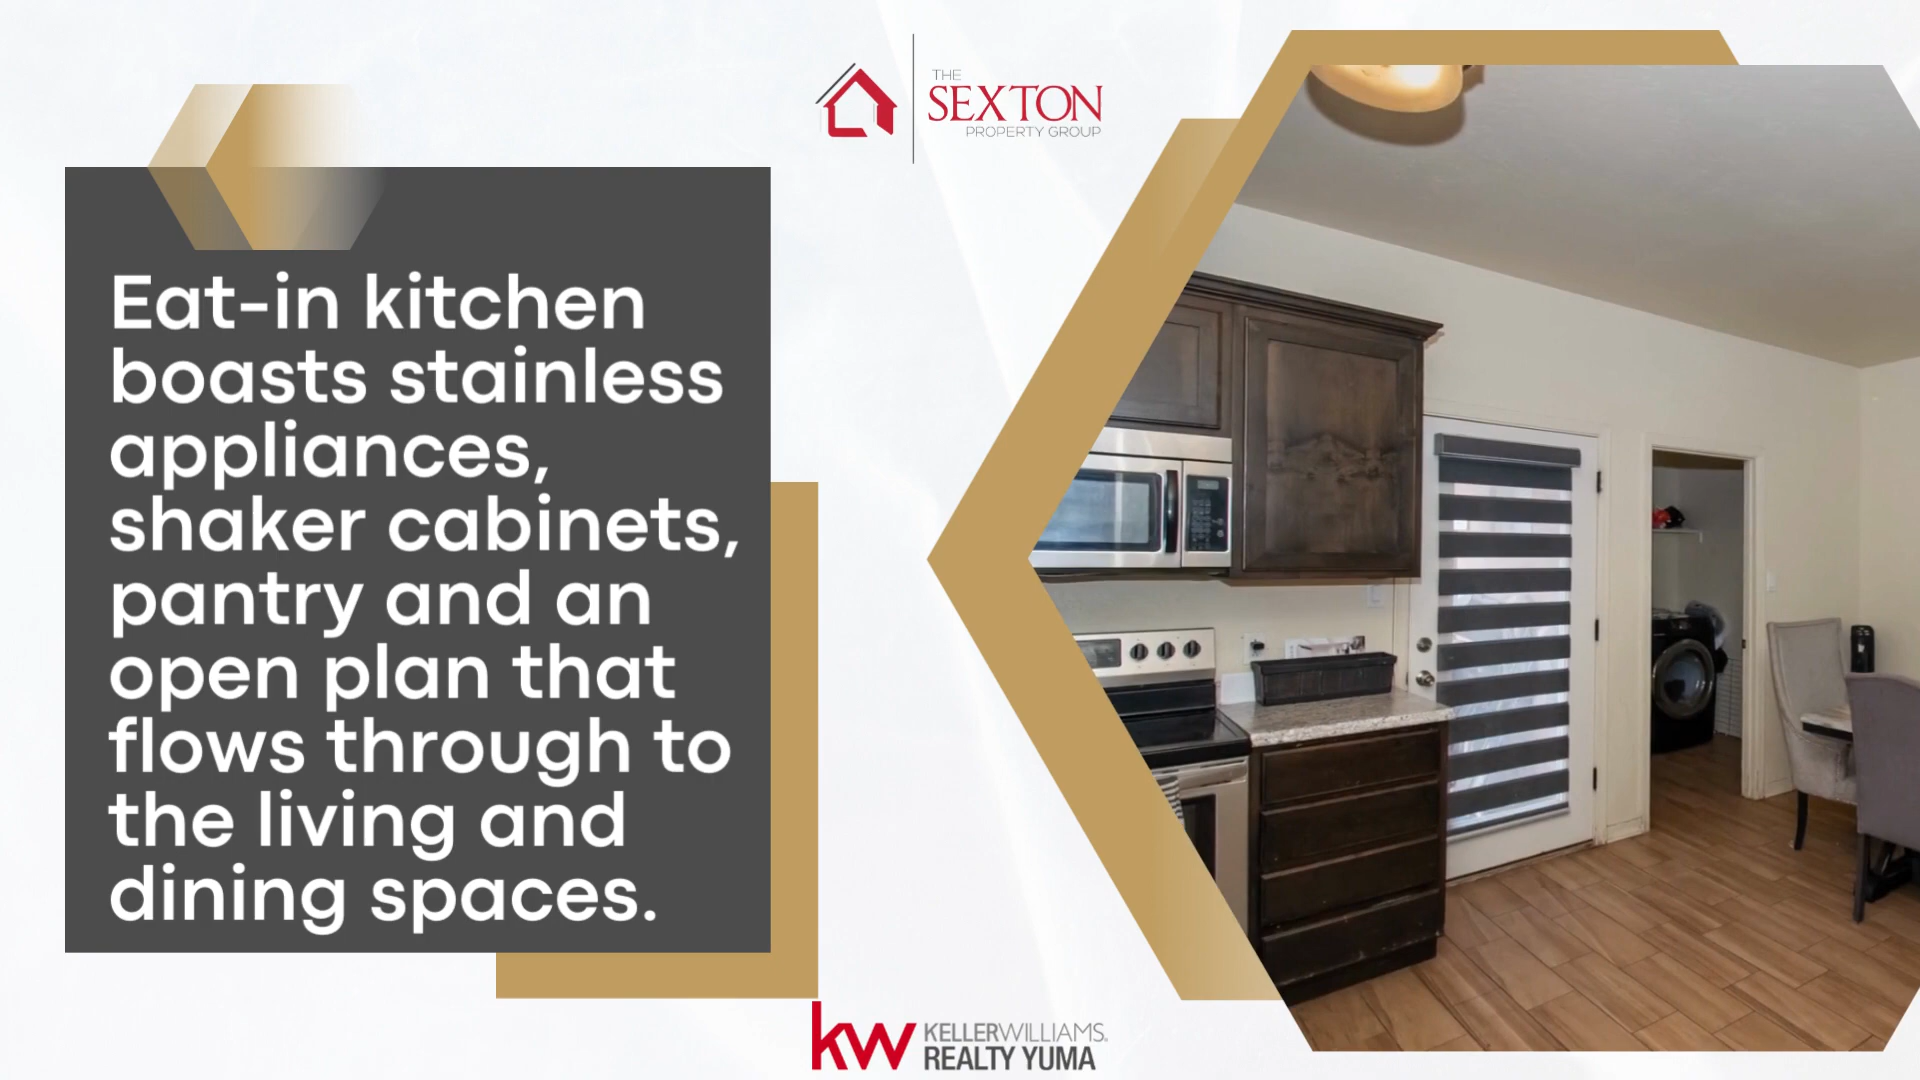 THE
SEXTON
PROPERTY GROUP
Eat-in kitchen
boasts stainless
appliances,
shaker cabinets,
pantry and an
open plan that
flows through to
the living and
dining spaces.
kw KELLERWILLIAMS.
REALTY YUMA